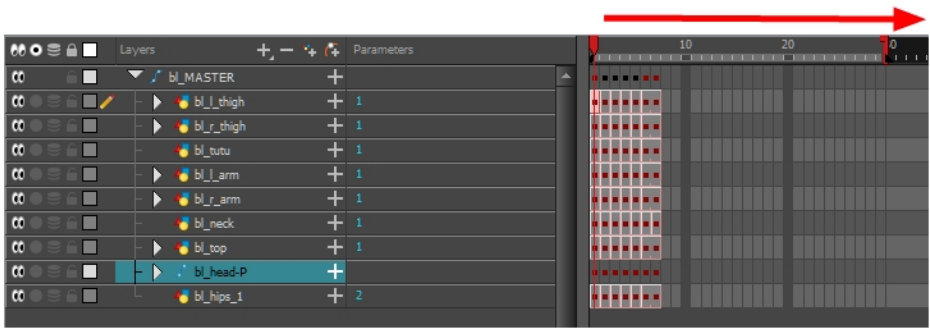 Layers Parameters 10 20 30
bl_MASTER
bl_l_thigh 1
bl_r_thigh 1
bl_tutu 1
bl_l_arm 1
bl_r_arm 1
bl_neck 1
bl_top 1
bl_head-P
bl_hips_1 2